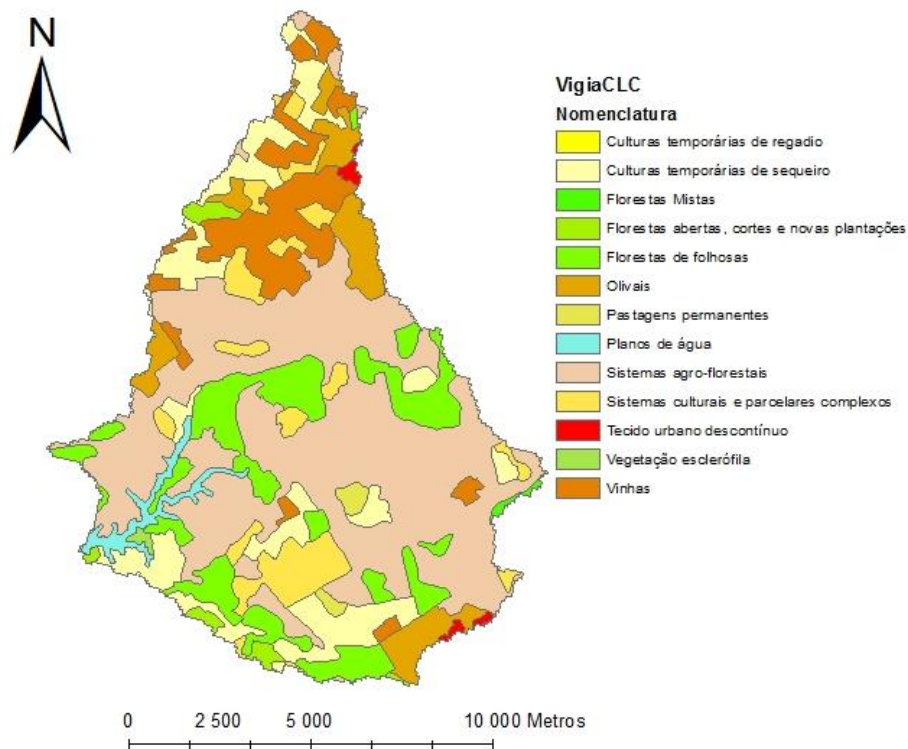 N
VigiaCLC
Nomenclatura
Culturas temporárias de regadio
Culturas temporárias de sequeiro
Florestas Mistas
Florestas abertas, cortes e novas plantações
Florestas de folhosas
Olivais
Pastagens permanentes
Planos de água
Sistemas agro-florestais
Sistemas culturais e parcelares complexos
Tecido urbano descontínuo
Vegetação esclerófila
Vinhas
0 2 500 5 000 10 000 Metros